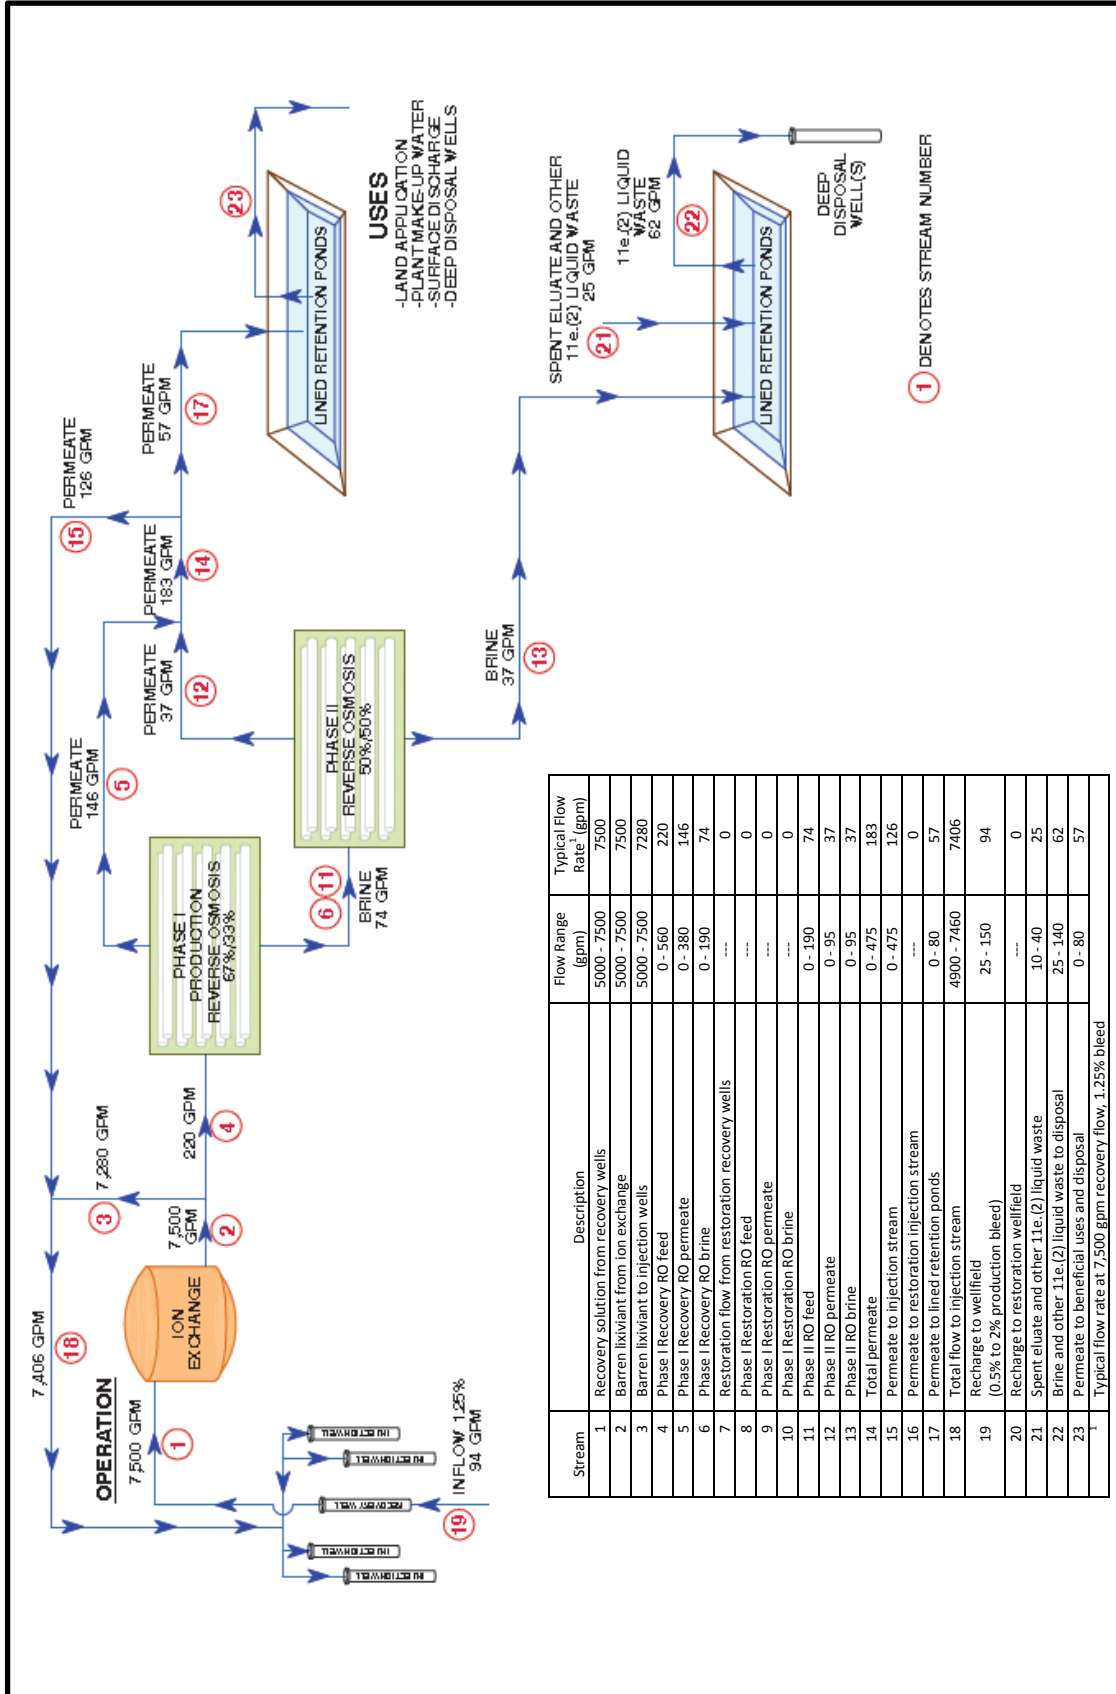 OPERATION
7,500 GPM
1
ION
EXCHANGE
7,500
GPM
2
7,280 GPM
3
220 GPM
4
7,406 GPM
18
INJECTION WELL
INJECTION WELL
RECOVERY WELL
INJECTION WELL
INJECTION WELL
19
INFLOW 1.25%
94 GPM
PHASE I
PRODUCTION
REVERSE OSMOSIS
67%/33%
PERMEATE
146 GPM
5
6
11
BRINE
74 GPM
PHASE II
REVERSE OSMOSIS
50%/50%
PERMEATE
37 GPM
12
BRINE
37 GPM
13
PERMEATE
183 GPM
14
PERMEATE
126 GPM
15
PERMEATE
57 GPM
17
LINED RETENTION PONDS
23
USES
-LAND APPLICATION
-PLANT MAKE-UP WATER
-SURFACE DISCHARGE
-DEEP DISPOSAL WELLS
SPENT ELUATE AND OTHER
11e.(2) LIQUID WASTE
25 GPM
21
11e.(2) LIQUID
WASTE
62 GPM
22
LINED RETENTION PONDS
DEEP
DISPOSAL
WELL(S)
1 DENOTES STREAM NUMBER
Stream Description Flow Range (gpm) Typical Flow Rate¹ (gpm)
1 Recovery solution from recovery wells 5000 - 7500 7500
2 Barren lixiviant from ion exchange 5000 - 7500 7500
3 Barren lixiviant to injection wells 5000 - 7500 7280
4 Phase I Recovery RO feed 0 - 560 220
5 Phase I Recovery RO permeate 0 - 380 146
6 Phase I Recovery RO brine 0 - 190 74
7 Restoration flow from restoration recovery wells --- 0
8 Phase I Restoration RO feed --- 0
9 Phase I Restoration RO permeate --- 0
10 Phase I Restoration RO brine --- 0
11 Phase II RO feed 0 - 190 74
12 Phase II RO permeate 0 - 95 37
13 Phase II RO brine 0 - 95 37
14 Total permeate 0 - 475 183
15 Permeate to injection stream 0 - 475 126
16 Permeate to restoration injection stream --- 0
17 Permeate to lined retention ponds 0 - 80 57
18 Total flow to injection stream 4900 - 7460 7406
19 Recharge to wellfield (0.5% to 2% production bleed) 25 - 150 94
20 Recharge to restoration wellfield --- 0
21 Spent eluate and other 11e.(2) liquid waste 10 - 40 25
22 Brine and other 11e.(2) liquid waste to disposal 25 - 140 62
23 Permeate to beneficial uses and disposal 0 - 80 57
1 Typical flow rate at 7,500 gpm recovery flow, 1.25% bleed